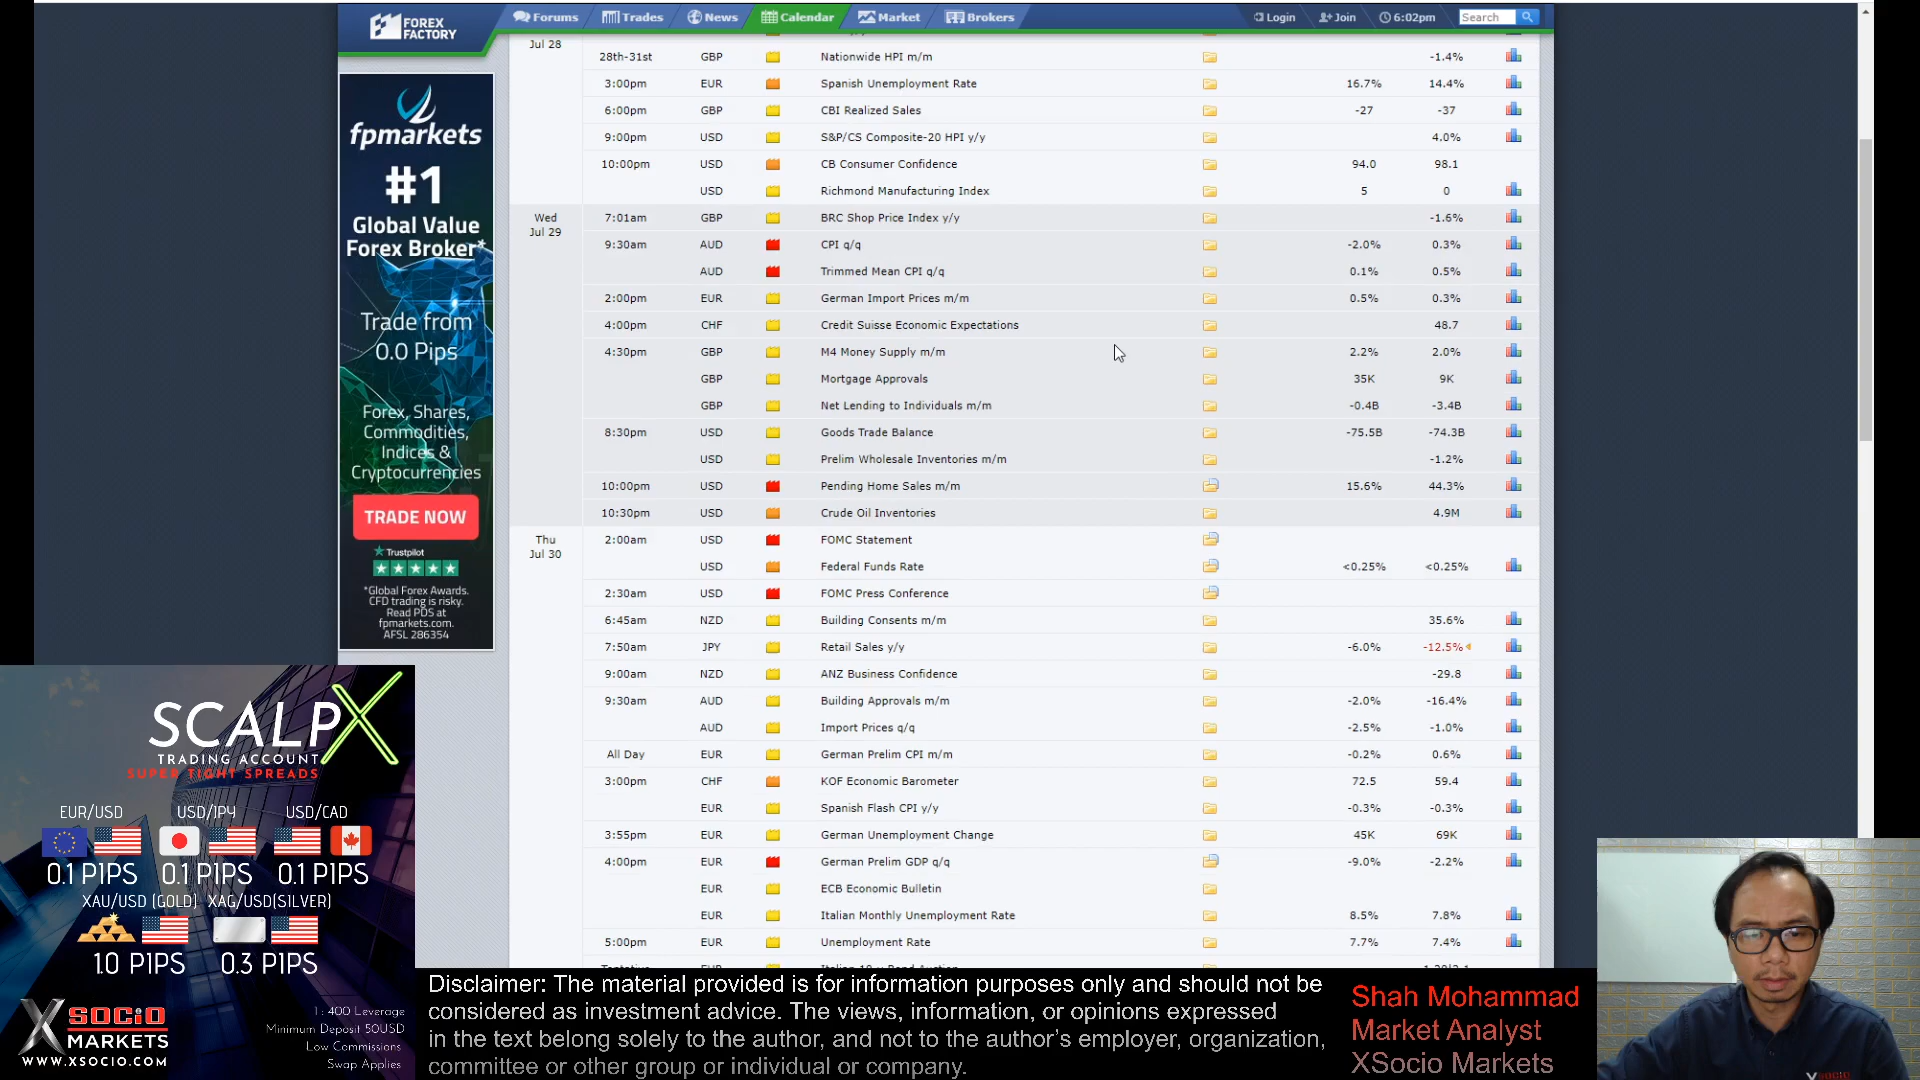 FOREX
FACTORY
Forums
Trades
News
Calendar
Market
Brokers
Login
Join
6:02pm
Search
Jul 28
28th-31st GBP Nationwide HPI m/m -1.4%
3:00pm EUR Spanish Unemployment Rate 16.7% 14.4%
6:00pm GBP CBI Realized Sales -27 -37
9:00pm USD S&P/CS Composite-20 HPI y/y 4.0%
10:00pm USD CB Consumer Confidence 94.0 98.1
USD Richmond Manufacturing Index 5 0
Wed
Jul 29
7:01am GBP BRC Shop Price Index y/y -1.6%
9:30am AUD CPI q/q -2.0% 0.3%
AUD Trimmed Mean CPI q/q 0.1% 0.5%
2:00pm EUR German Import Prices m/m 0.5% 0.3%
4:00pm CHF Credit Suisse Economic Expectations 48.7
4:30pm GBP M4 Money Supply m/m 2.2% 2.0%
GBP Mortgage Approvals 35K 9K
GBP Net Lending to Individuals m/m -0.4B -3.4B
8:30pm USD Goods Trade Balance -75.5B -74.3B
USD Prelim Wholesale Inventories m/m -1.2%
10:00pm USD Pending Home Sales m/m 15.6% 44.3%
10:30pm USD Crude Oil Inventories 4.9M
Thu
Jul 30
2:00am USD FOMC Statement
USD Federal Funds Rate <0.25% <0.25%
2:30am USD FOMC Press Conference
6:45am NZD Building Consents m/m 35.6%
7:50am JPY Retail Sales y/y -6.0% -12.5%
9:00am NZD ANZ Business Confidence -29.8
9:30am AUD Building Approvals m/m -2.0% -16.4%
AUD Import Prices q/q -2.5% -1.0%
All Day EUR German Prelim CPI m/m -0.2% 0.6%
3:00pm CHF KOF Economic Barometer 72.5 59.4
EUR Spanish Flash CPI y/y -0.3% -0.3%
3:55pm EUR German Unemployment Change 45K 69K
4:00pm EUR German Prelim GDP q/q -9.0% -2.2%
EUR ECB Economic Bulletin
EUR Italian Monthly Unemployment Rate 8.5% 7.8%
5:00pm EUR Unemployment Rate 7.7% 7.4%
fpmarkets
#1
Global Value
Forex Broker*
Trade from
0.0 Pips
Forex, Shares,
Commodities,
Indices &
Cryptocurrencies
TRADE NOW
Trustpilot
*Global Forex Awards.
CFD trading is risky.
Read PDS at
fpmarkets.com.
AFSL 286354
SCALPX
TRADING ACCOUNT
SUPER TIGHT SPREADS
EUR/USD USD/JPY USD/CAD
0.1 PIPS 0.1 PIPS 0.1 PIPS
XAU/USD (GOLD) XAG/USD(SILVER)
1.0 PIPS 0.3 PIPS
X SOCIO
MARKETS
WWW.XSOCIO.COM
1 : 400 Leverage
Minimum Deposit 50USD
Low Commissions
Swap Applies
Disclaimer: The material provided is for information purposes only and should not be
considered as investment advice. The views, information, or opinions expressed
in the text belong solely to the author, and not to the author's employer, organization,
committee or other group or individual or company.
Shah Mohammad
Market Analyst
XSocio Markets